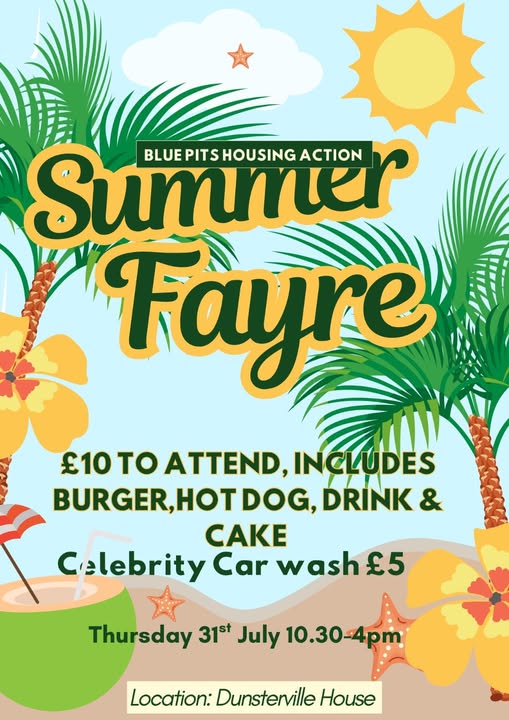 BLUE PITS HOUSING ACTION
Summer
Fayre
£10 TO ATTEND, INCLUDES
BURGER,HOT DOG, DRINK &
CAKE
Celebrity Car wash £5
Thursday 31st July 10.30-4pm
Location: Dunsterville House